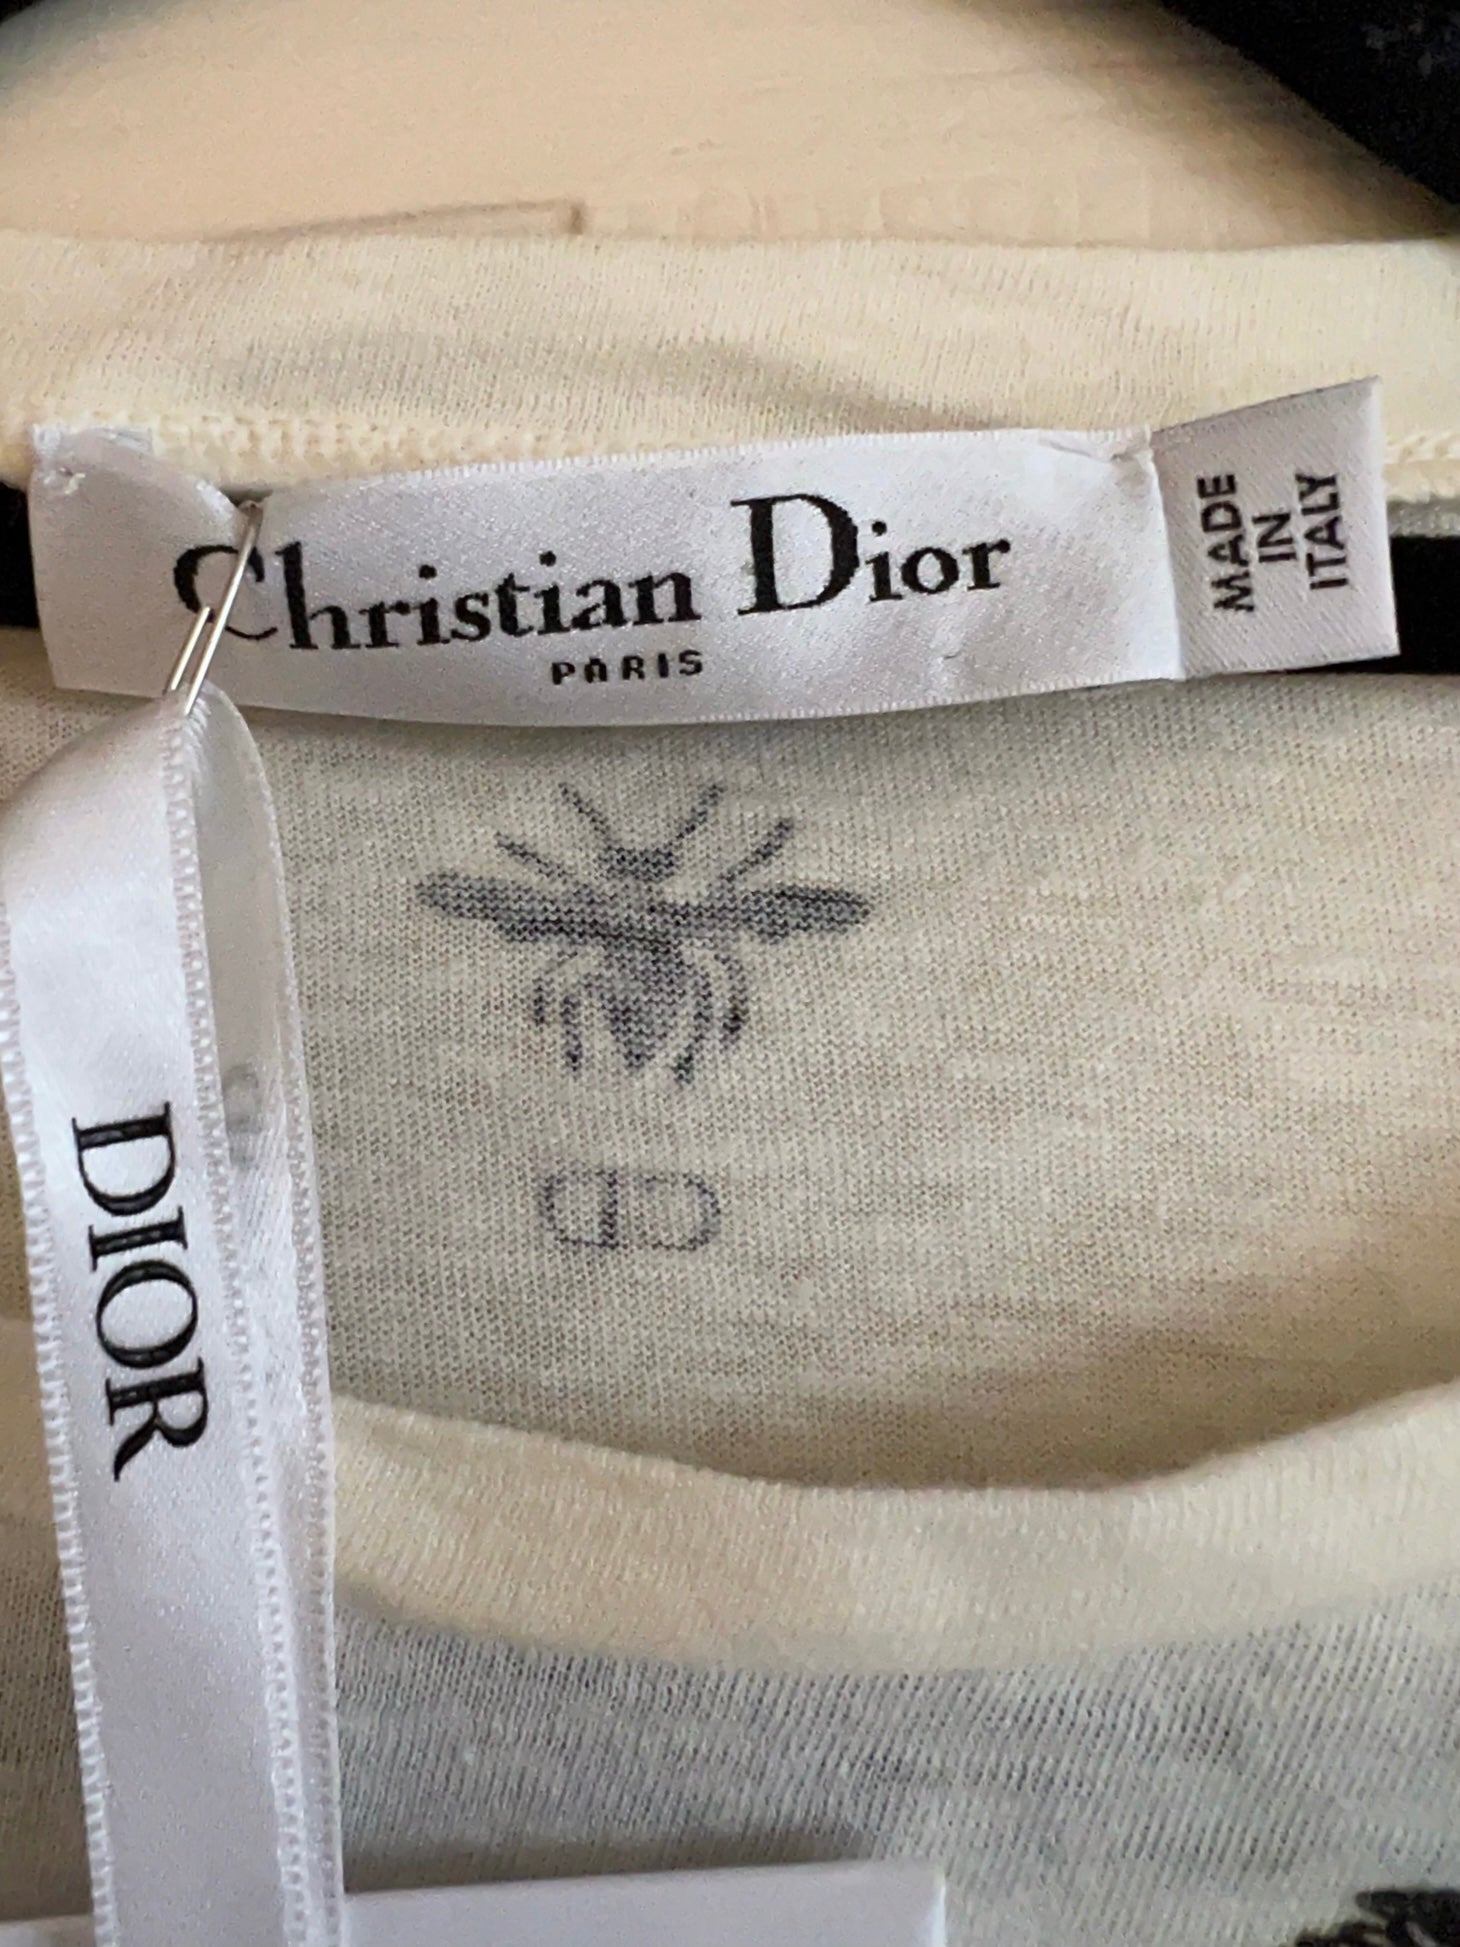 Christian Dior
PARIS
MADE
IN
ITALY
DIOR
CD